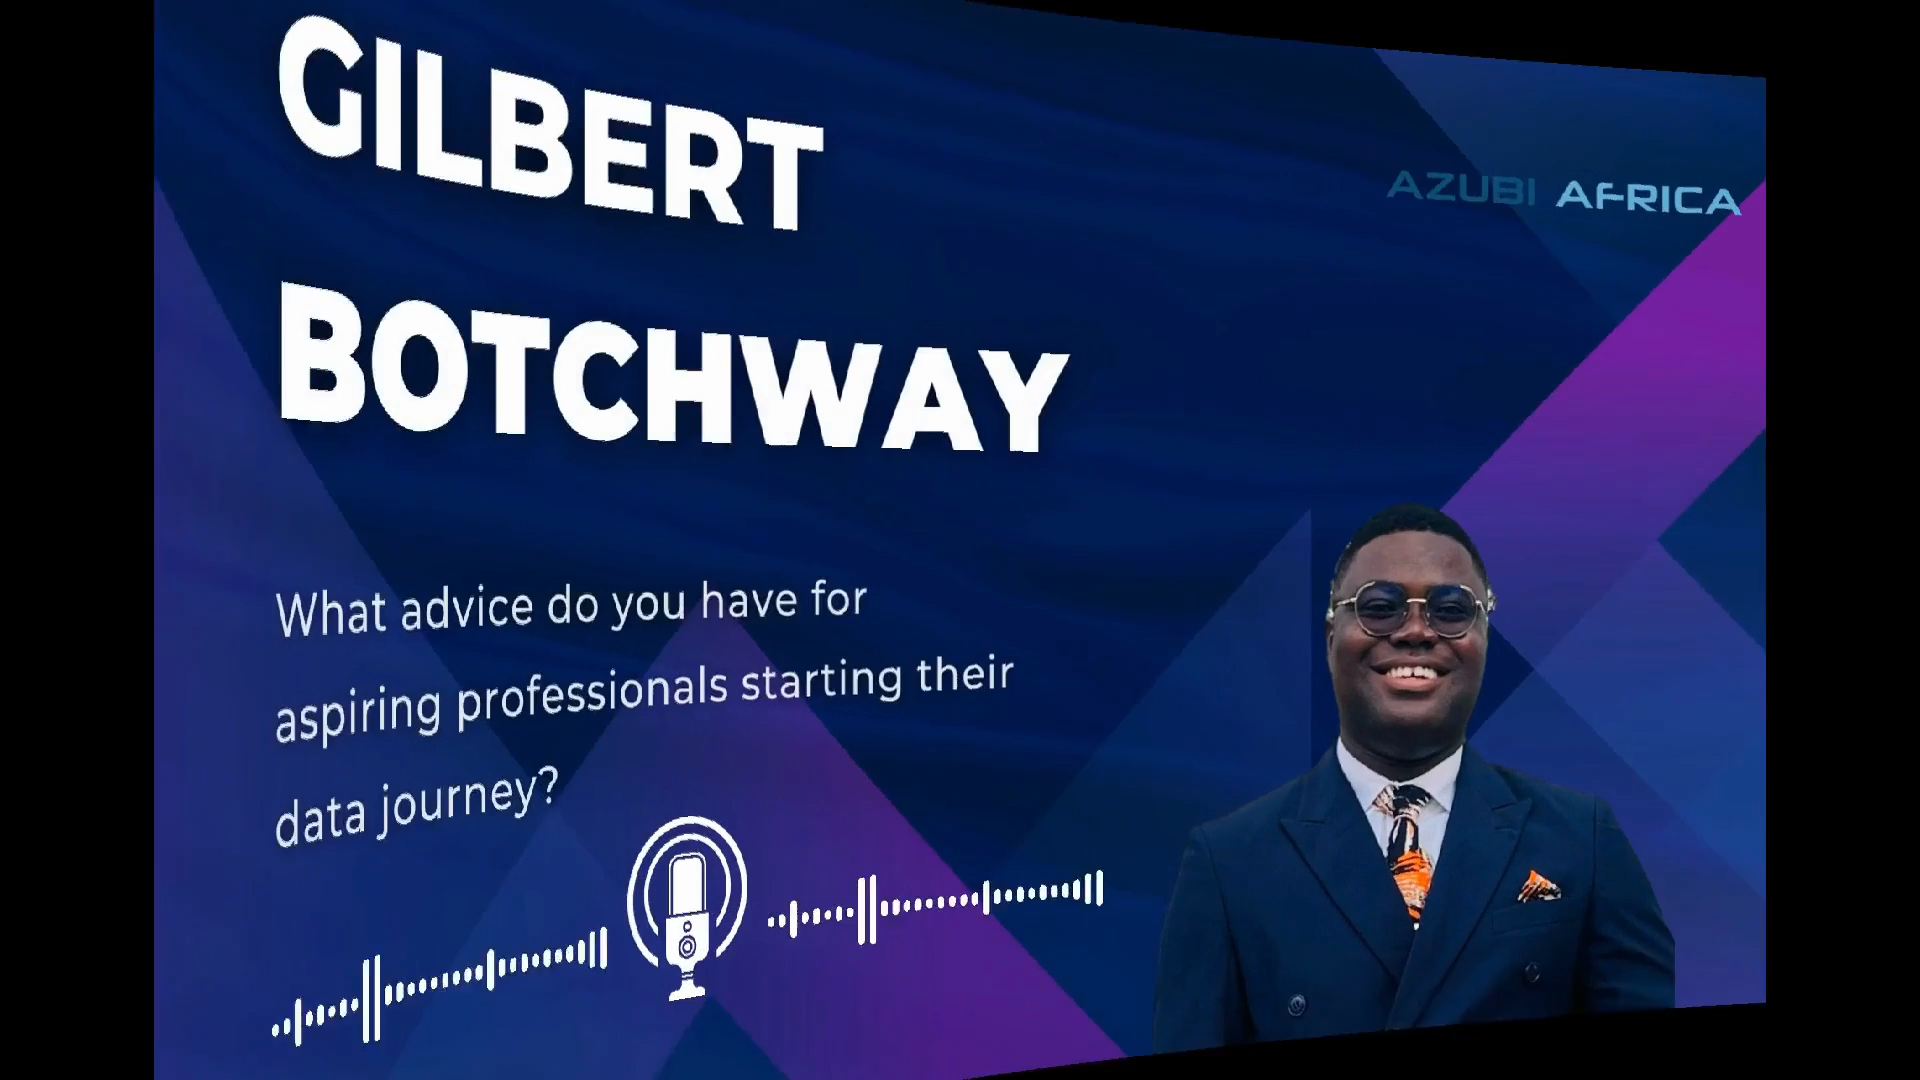 GILBERT
BOTCHWAY
AZUBI AFRICA
What advice do you have for
aspiring professionals starting their
data journey?